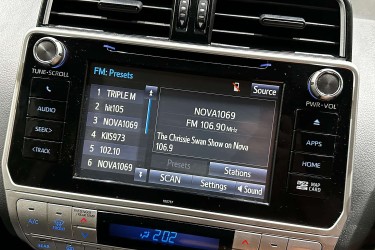 TUNE·SCROLL
AUDIO
SEEK>
<TRACK
FM: Presets
Source
1 TRIPLE M
2 hit105
3 NOVA1069
4 KIIS973
5 102.10
6 NOVA1069
NOVA1069
FM 106.90 MHz
The Chrissie Swan Show on Nova
106.9
Presets
Stations
SCAN
Settings
Sound
PWR·VOL
APPS
HOME
MAP
CARD
A/C
REAR